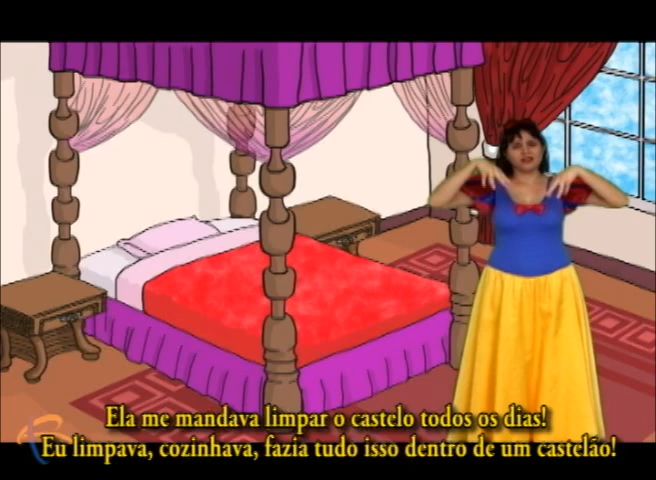 Ela me mandava limpar o castelo todos os dias!
Eu limpava, cozinhava, fazia tudo isso dentro de um castelão!